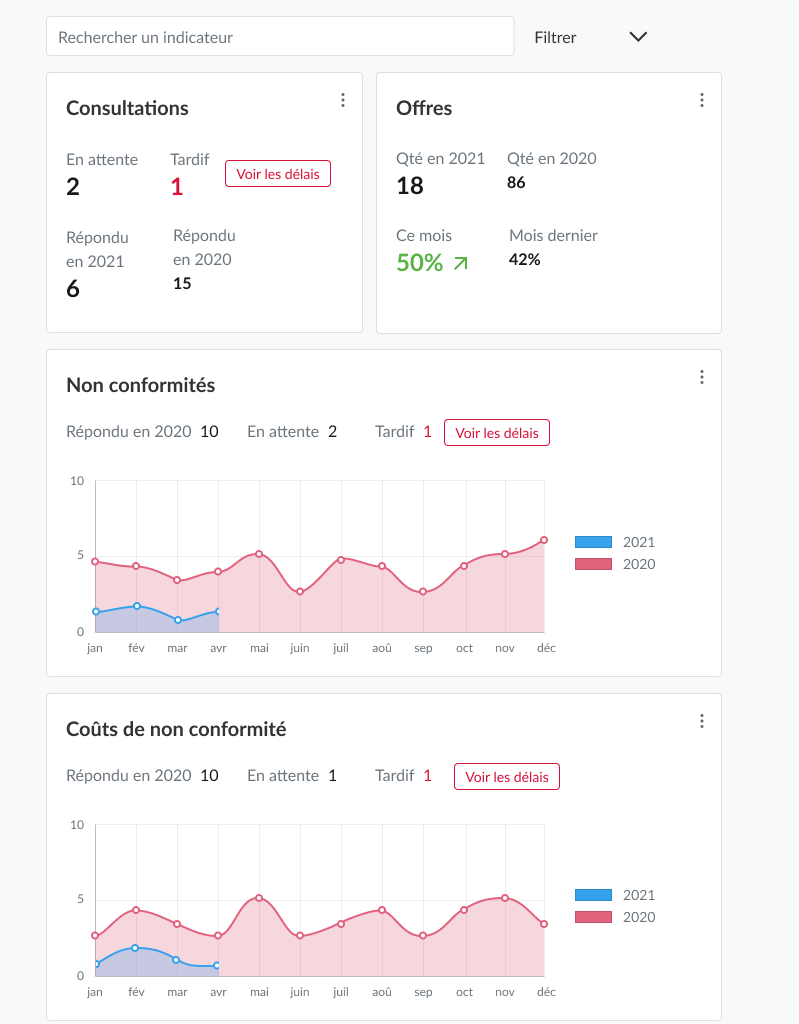 Rechercher un indicateur
Filtrer
Consultations
En attente
2
Tardif
1
Voir les délais
Répondu
en 2021
6
Répondu
en 2020
15
Offres
Qté en 2021
18
Qté en 2020
86
Ce mois
50%
Mois dernier
42%
Non conformités
Répondu en 2020 10 En attente 2 Tardif 1 Voir les délais
10
5
0
jan fév mar avr mai juin juil aoû sep oct nov déc
2021
2020
Coûts de non conformité
Répondu en 2020 10 En attente 1 Tardif 1 Voir les délais
10
5
0
jan fév mar avr mai juin juil aoû sep oct nov déc
2021
2020